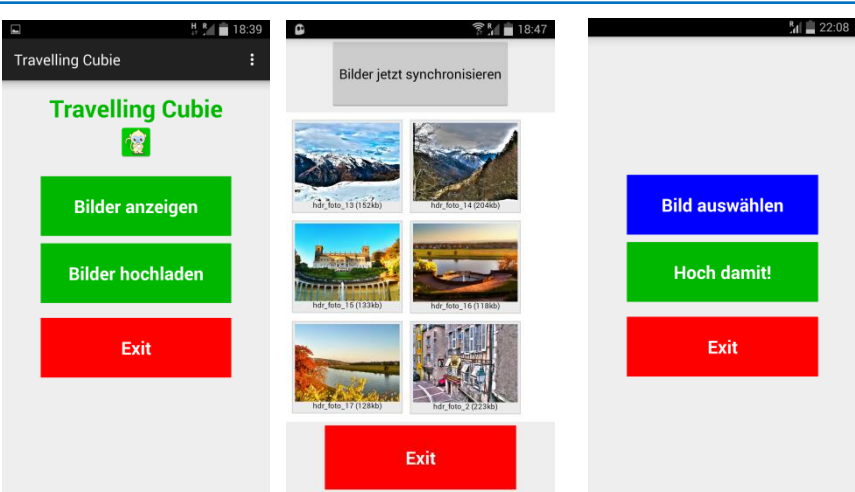 H R 18:39
Travelling Cubie
Travelling Cubie
Bilder anzeigen
Bilder hochladen
Exit
R 18:47
Bilder jetzt synchronisieren
hdr_foto_13 (152kb)
hdr_foto_14 (204kb)
hdr_foto_15 (133kb)
hdr_foto_16 (118kb)
hdr_foto_17 (128kb)
hdr_foto_2 (223kb)
Exit
R 22:08
Bild auswählen
Hoch damit!
Exit